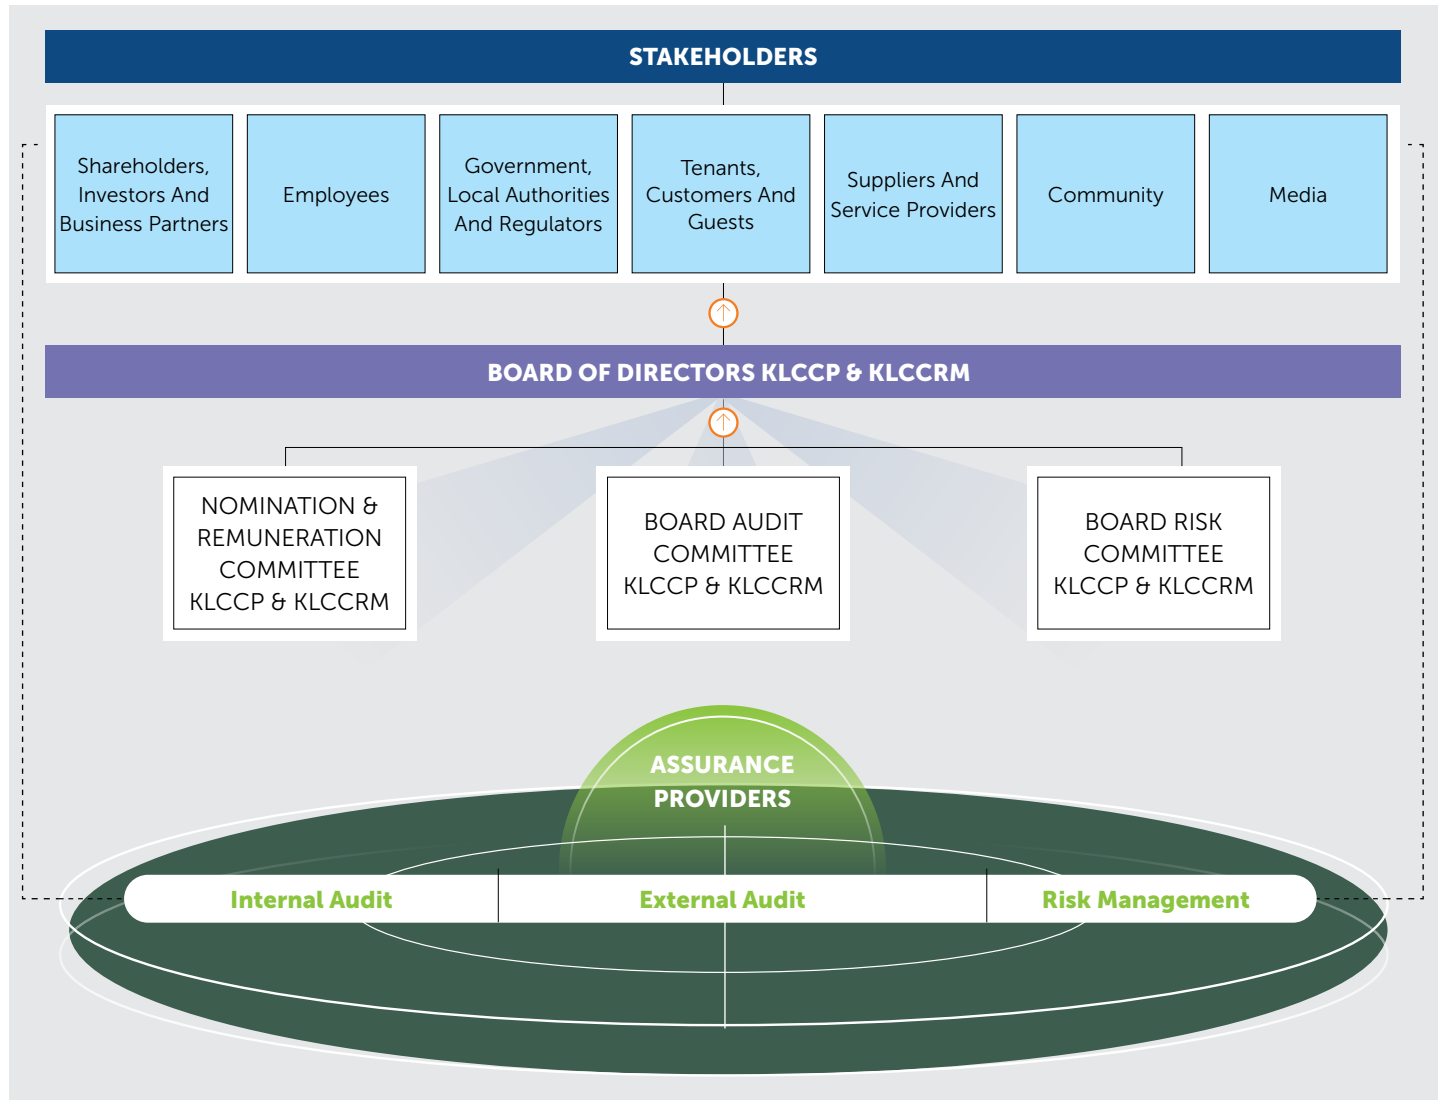 STAKEHOLDERS
Shareholders,
Investors And
Business Partners
Employees
Government,
Local Authorities
And Regulators
Tenants,
Customers And
Guests
Suppliers And
Service Providers
Community
Media
BOARD OF DIRECTORS KLCCP & KLCCRM
NOMINATION &
REMUNERATION
COMMITTEE
KLCCP & KLCCRM
BOARD AUDIT
COMMITTEE
KLCCP & KLCCRM
BOARD RISK
COMMITTEE
KLCCP & KLCCRM
ASSURANCE
PROVIDERS
Internal Audit
External Audit
Risk Management